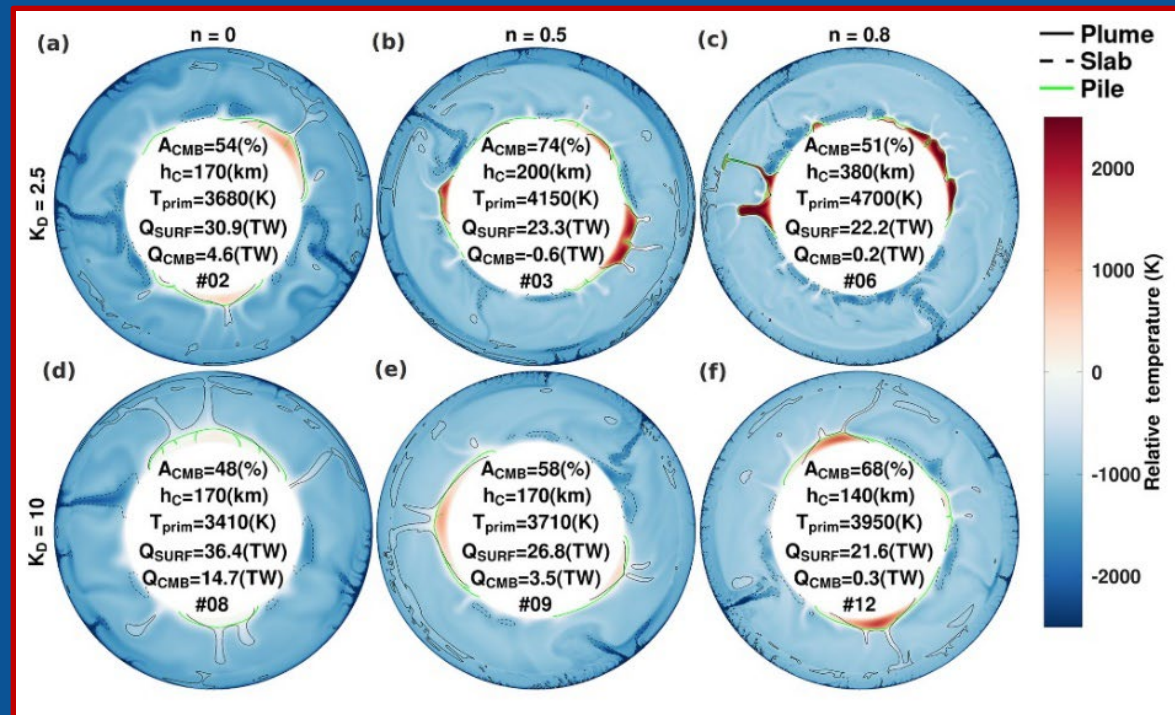 n = 0
n = 0.5
n = 0.8
Plume
Slab
Pile
K_D = 2.5
(a)
A_CMB=54(%)
h_C=170(km)
T_prim=3680(K)
Q_SURF=30.9(TW)
Q_CMB=4.6(TW)
#02
(b)
A_CMB=74(%)
h_C=200(km)
T_prim=4150(K)
Q_SURF=23.3(TW)
Q_CMB=-0.6(TW)
#03
(c)
A_CMB=51(%)
h_C=380(km)
T_prim=4700(K)
Q_SURF=22.2(TW)
Q_CMB=0.2(TW)
#06
K_D = 10
(d)
A_CMB=48(%)
h_C=170(km)
T_prim=3410(K)
Q_SURF=36.4(TW)
Q_CMB=14.7(TW)
#08
(e)
A_CMB=58(%)
h_C=170(km)
T_prim=3710(K)
Q_SURF=26.8(TW)
Q_CMB=3.5(TW)
#09
(f)
A_CMB=68(%)
h_C=140(km)
T_prim=3950(K)
Q_SURF=21.6(TW)
Q_CMB=0.3(TW)
#12
2000
1000
0
-1000
-2000
Relative temperature (K)